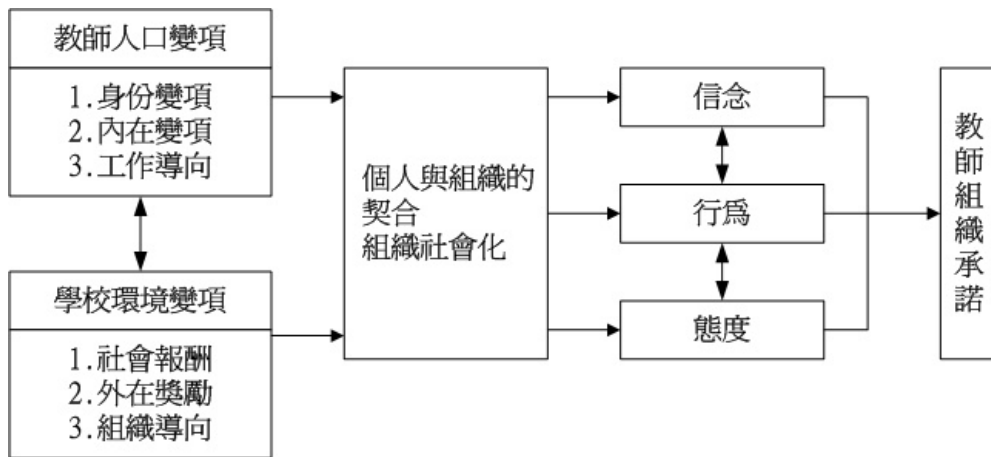 教師人口變項
1.身份變項
2.內在變項
3.工作導向
學校環境變項
1.社會報酬
2.外在獎勵
3.組織導向
個人與組織的
契合
組織社會化
信念
行爲
態度
教師組織承諾